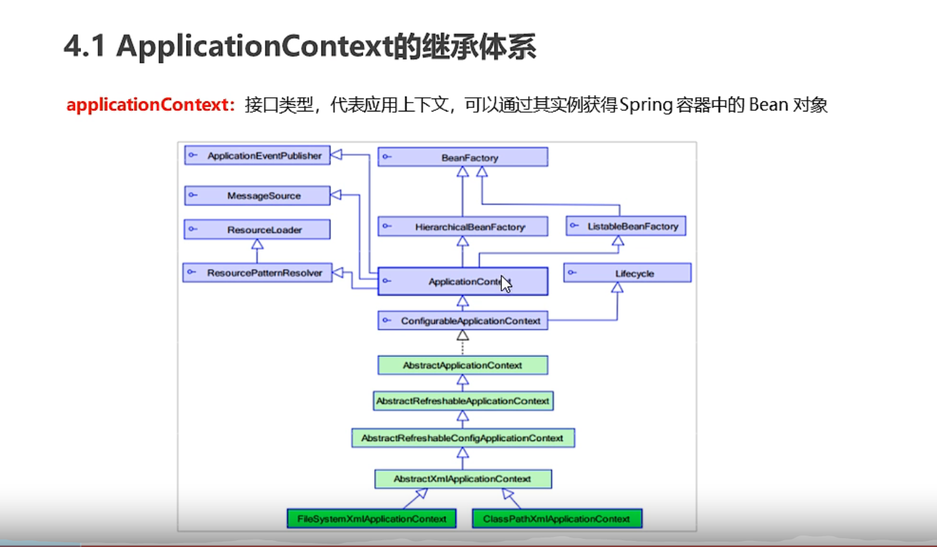 4.1 ApplicationContext的继承体系
applicationContext：接口类型，代表应用上下文，可以通过其实例获得Spring 容器中的 Bean 对象
ApplicationEventPublisher
BeanFactory
MessageSource
ResourceLoader
HierarchicalBeanFactory
ListableBeanFactory
ResourcePatternResolver
ApplicationContext
Lifecycle
ConfigurableApplicationContext
AbstractApplicationContext
AbstractRefreshableApplicationContext
AbstractRefreshableConfigApplicationContext
AbstractXmlApplicationContext
FileSystemXmlApplicationContext
ClassPathXmlApplicationContext